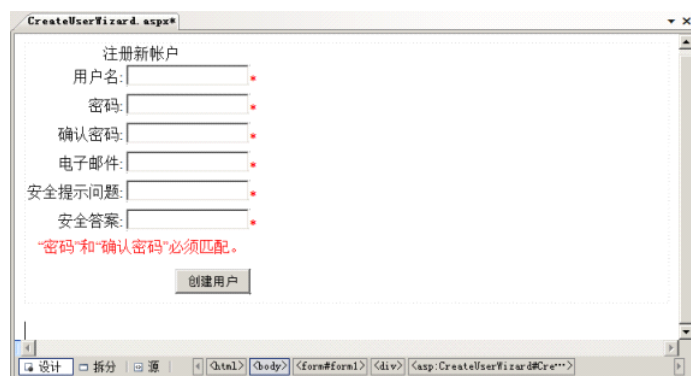 CreateUserWizard.aspx*
注册新帐户
用户名: *
密码: *
确认密码: *
电子邮件: *
安全提示问题: *
安全答案: *
“密码”和“确认密码”必须匹配。
创建用户
设计 拆分 源 <html> <body> <form#form1> <div> <asp:CreateUserWizard#Cre…>